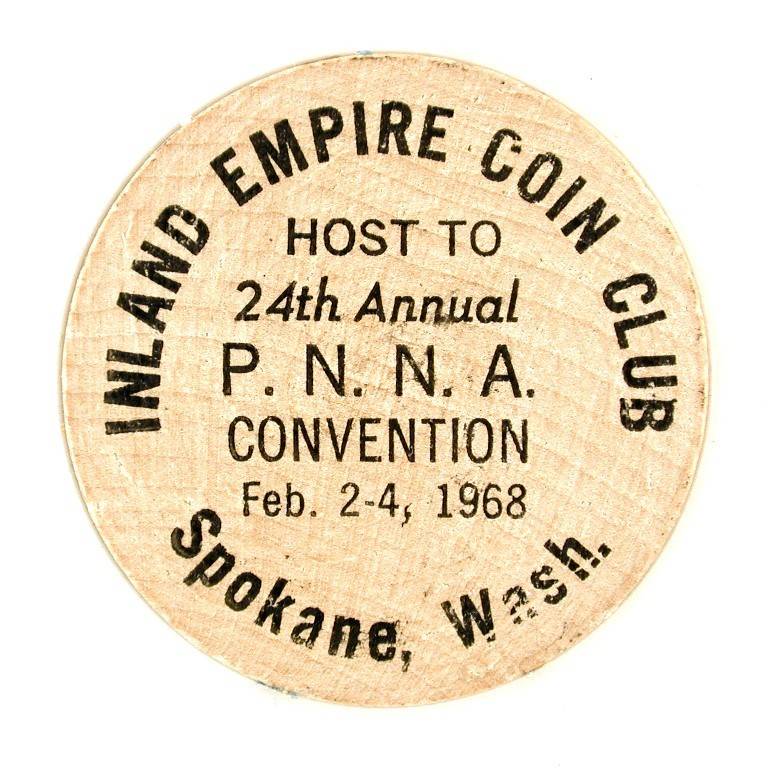 INLAND EMPIRE COIN CLUB
HOST TO
24th Annual
P. N. N. A.
CONVENTION
Feb. 2-4, 1968
Spokane, Wash.